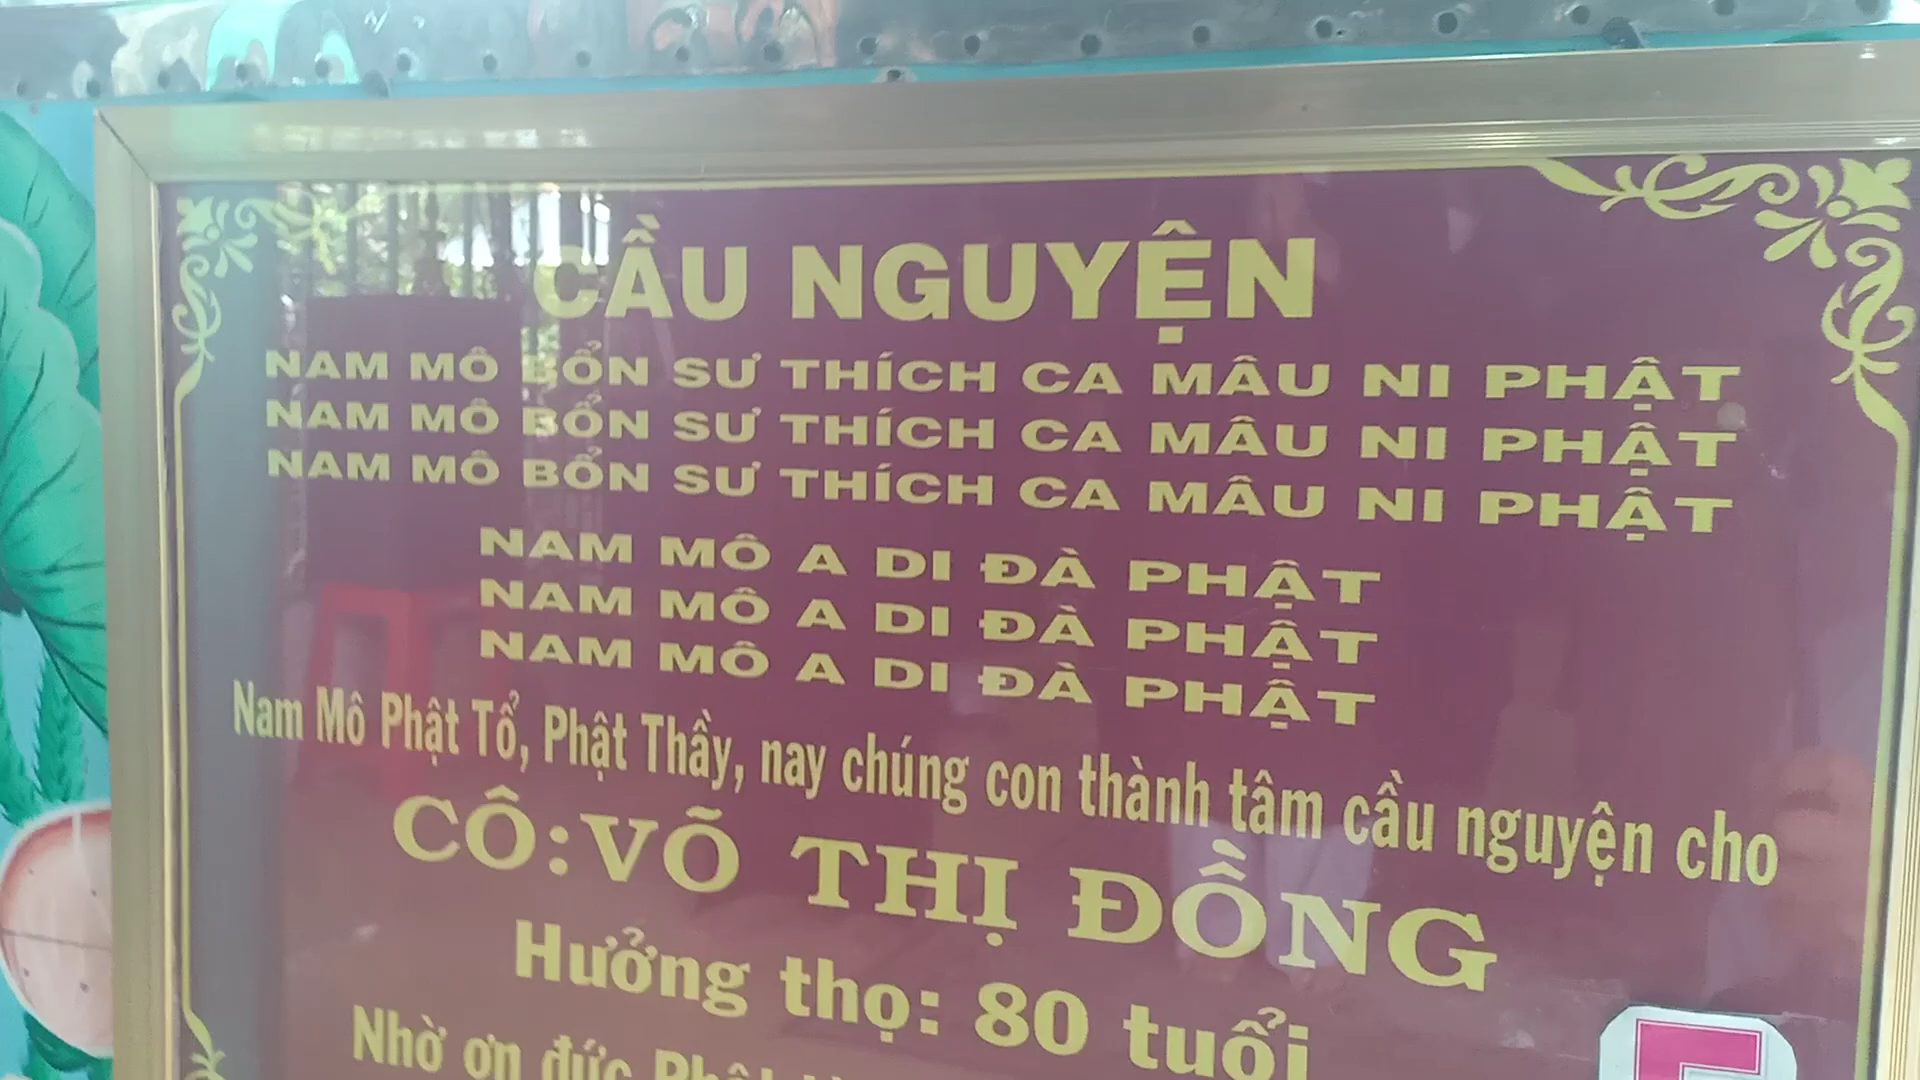 CẦU NGUYỆN
NAM MÔ BỔN SƯ THÍCH CA MÂU NI PHẬT
NAM MÔ BỔN SƯ THÍCH CA MÂU NI PHẬT
NAM MÔ BỔN SƯ THÍCH CA MÂU NI PHẬT
NAM MÔ A DI ĐÀ PHẬT
NAM MÔ A DI ĐÀ PHẬT
NAM MÔ A DI ĐÀ PHẬT
Nam Mô Phật Tổ, Phật Thầy, nay chúng con thành tâm cầu nguyện cho
CÔ:VÕ THỊ ĐỒNG
Hưởng thọ: 80 tuổi
Nhờ ơn đức Phật